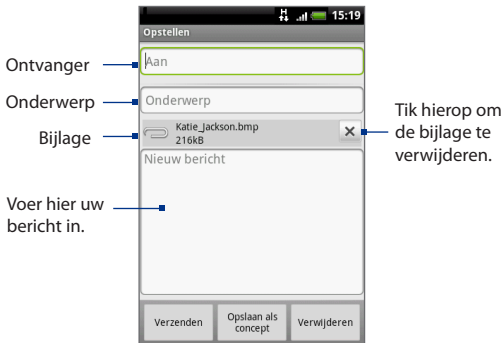 H 15:19
Opstellen
Ontvanger
Aan
Onderwerp
Onderwerp
Bijlage
Katie_Jackson.bmp
216kB
Tik hierop om
de bijlage te
verwijderen.
Nieuw bericht
Voer hier uw
bericht in.
Verzenden
Opslaan als
concept
Verwijderen